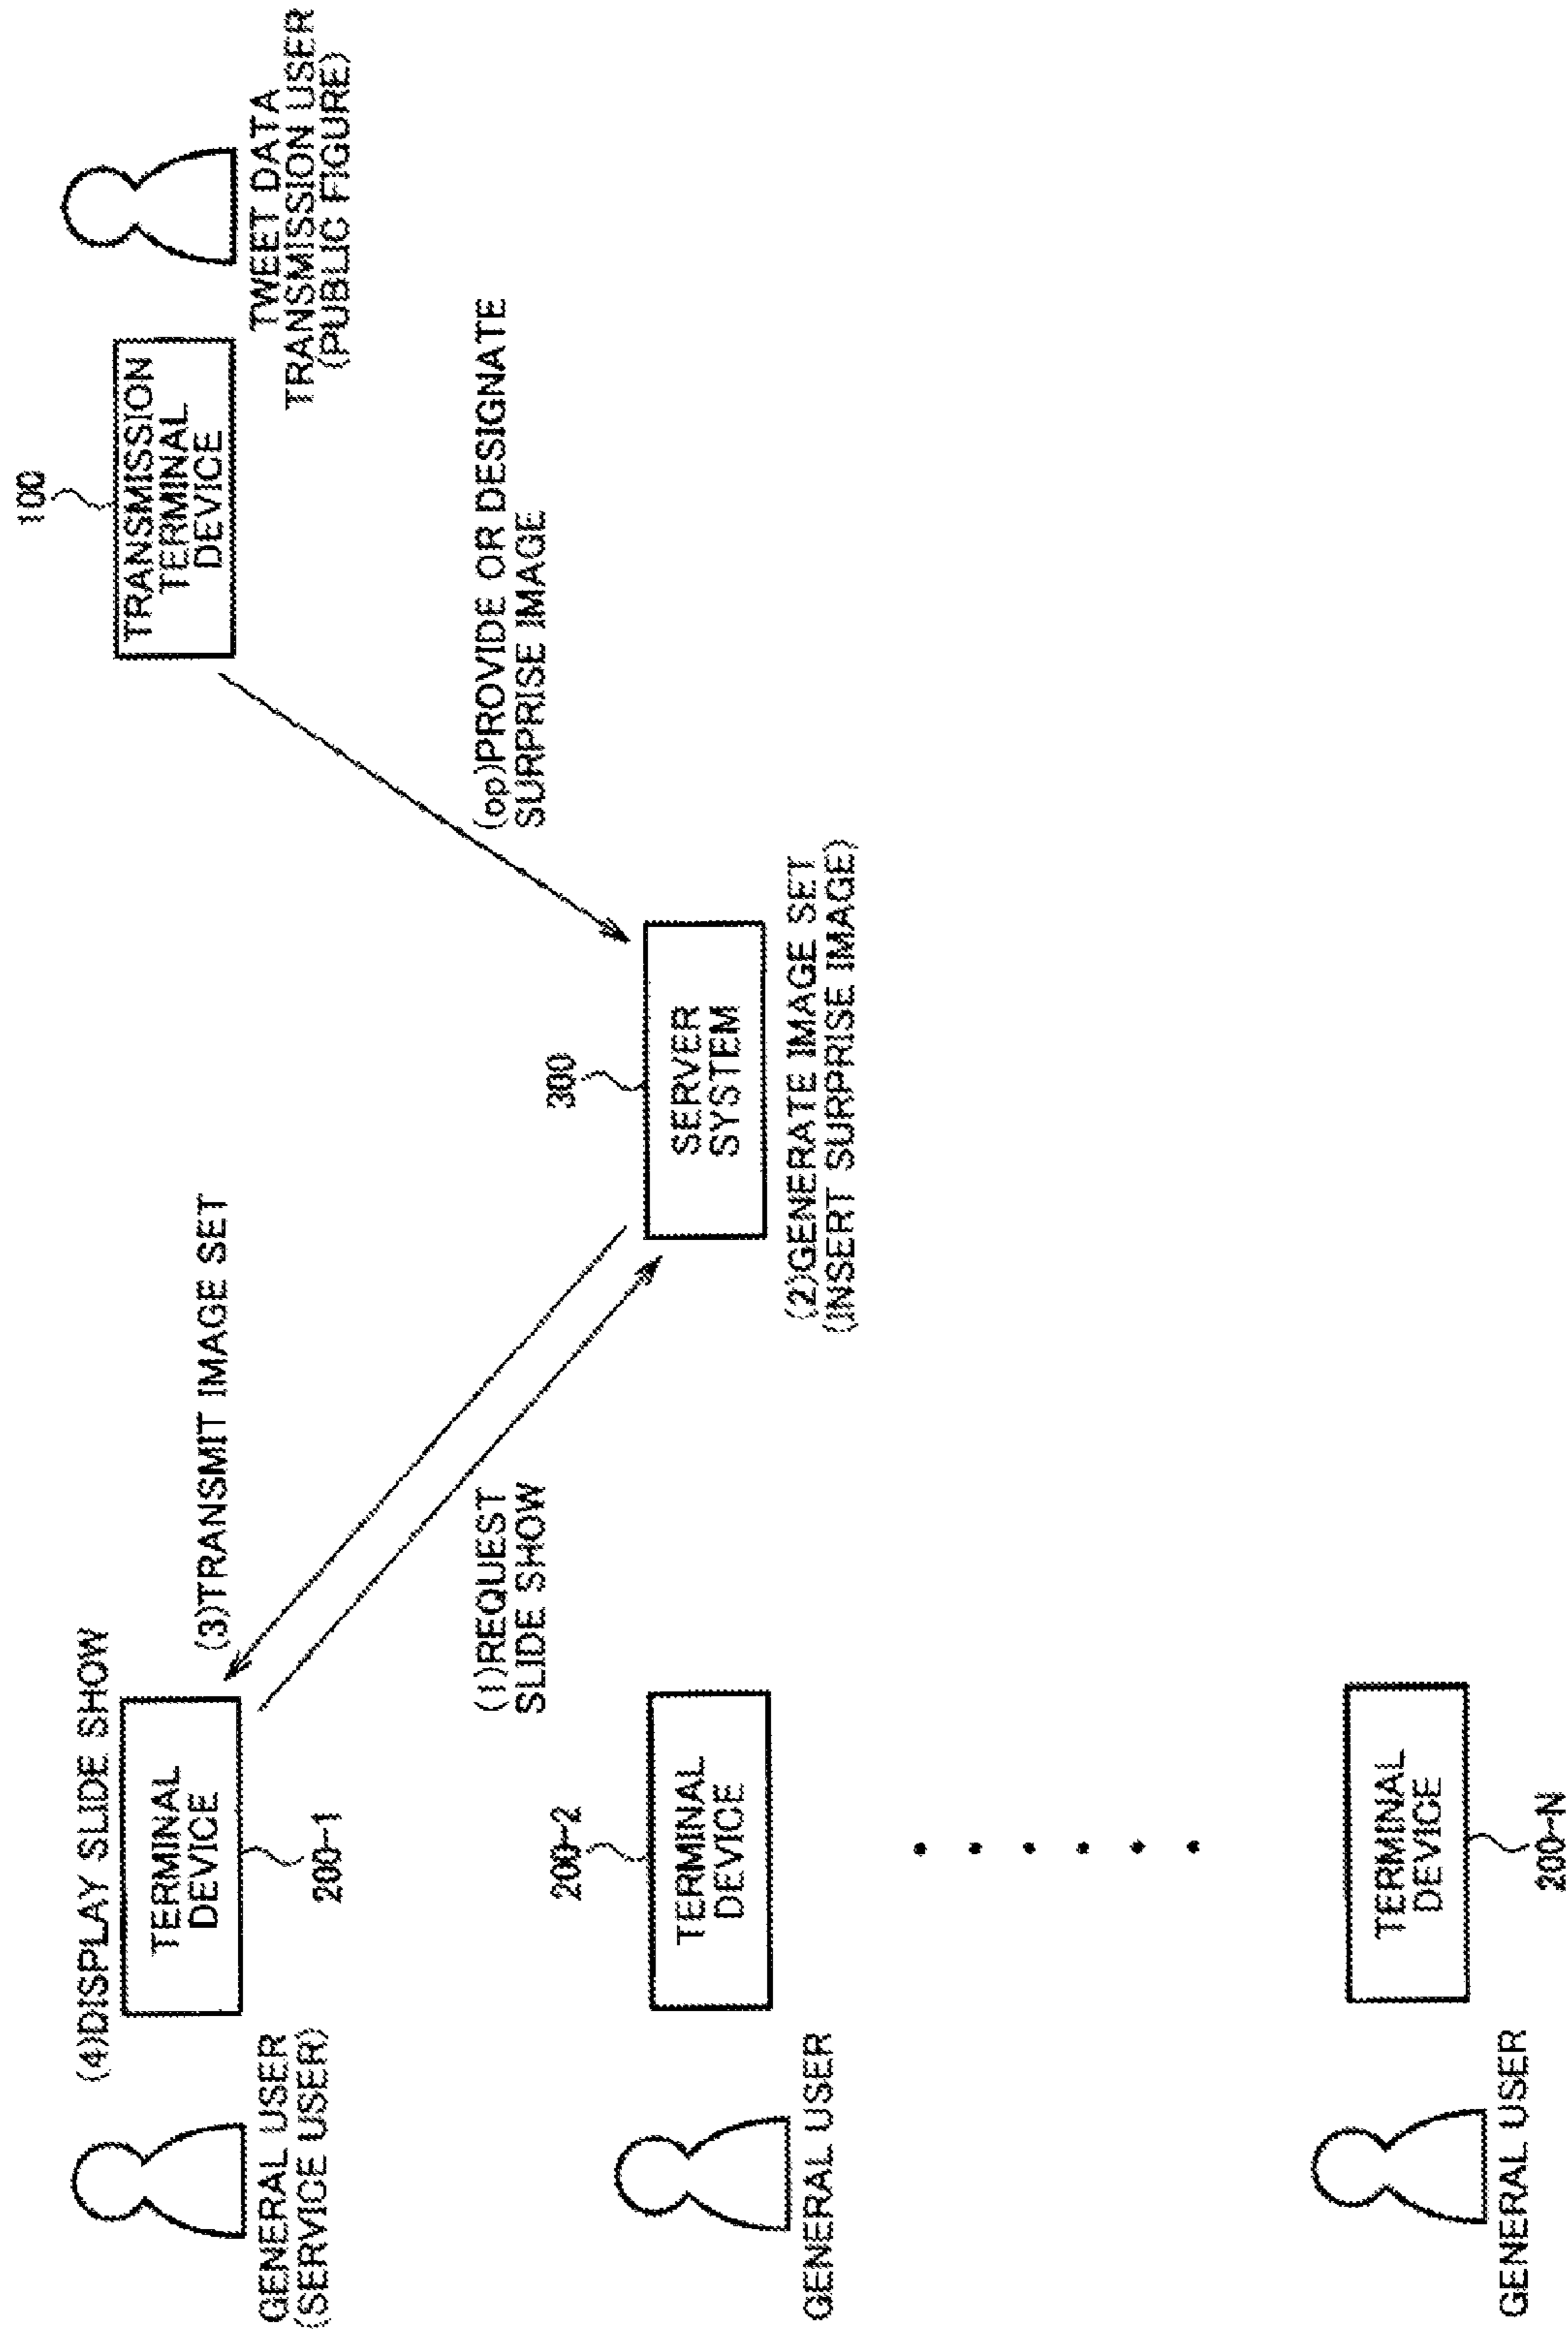 (4)DISPLAY SLIDE SHOW
TERMINAL
DEVICE
200-1
GENERAL USER
(SERVICE USER)
(3)TRANSMIT IMAGE SET
(1)REQUEST
SLIDE SHOW
100
TRANSMISSION
TERMINAL
DEVICE
TWEET DATA
TRANSMISSION USER
(PUBLIC FIGURE)
(op)PROVIDE OR DESIGNATE
SURPRISE IMAGE
300
SERVER
SYSTEM
(2)GENERATE IMAGE SET
(INSERT SURPRISE IMAGE)
200-2
TERMINAL
DEVICE
GENERAL USER
TERMINAL
DEVICE
200-N
GENERAL USER